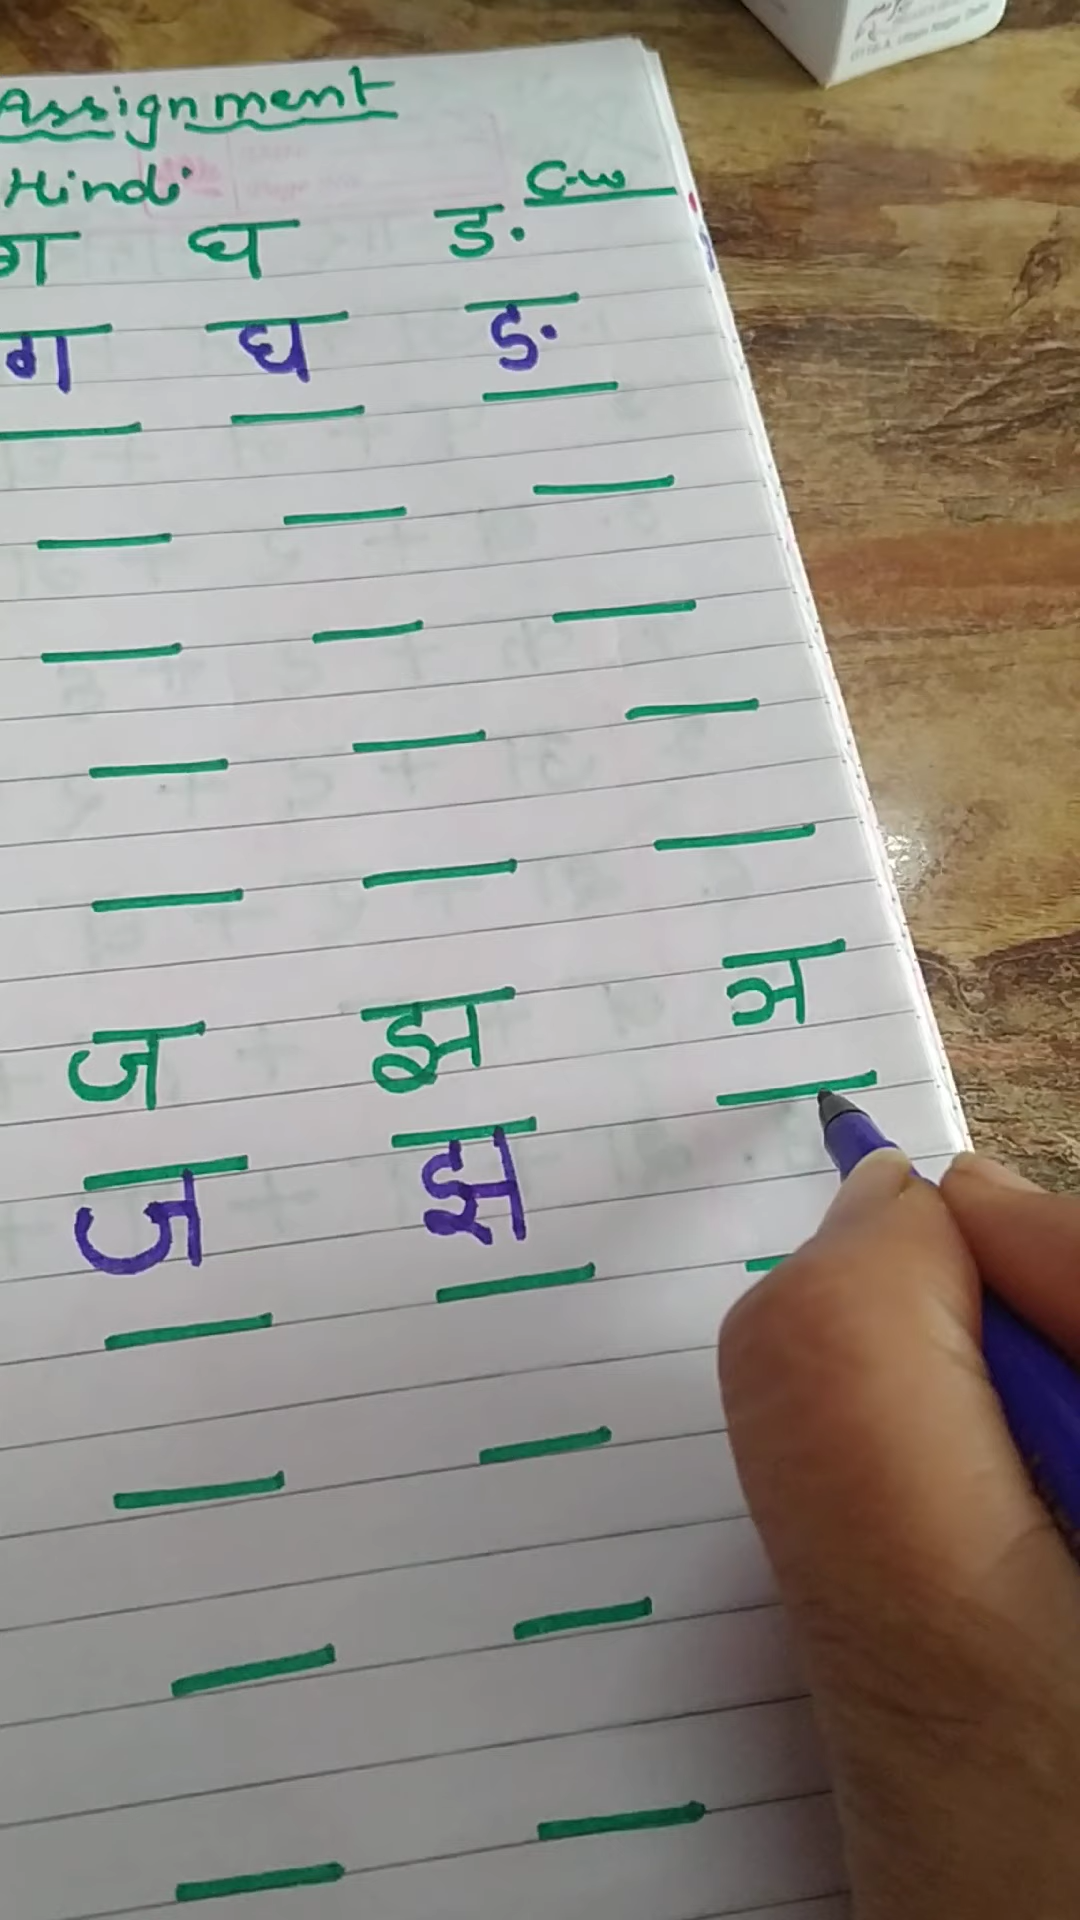 Assignment
Hindi C.w
ग घ ङ
ग घ ङ
ज झ ञ
ज झ